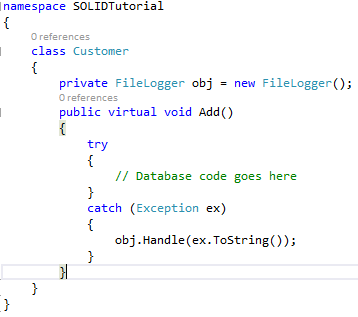 namespace SOLIDTutorial
{
    0 references
    class Customer
    {
        private FileLogger obj = new FileLogger();
        0 references
        public virtual void Add()
        {
            try
            {
                // Database code goes here
            }
            catch (Exception ex)
            {
                obj.Handle(ex.ToString());
            }
        }
    }
}